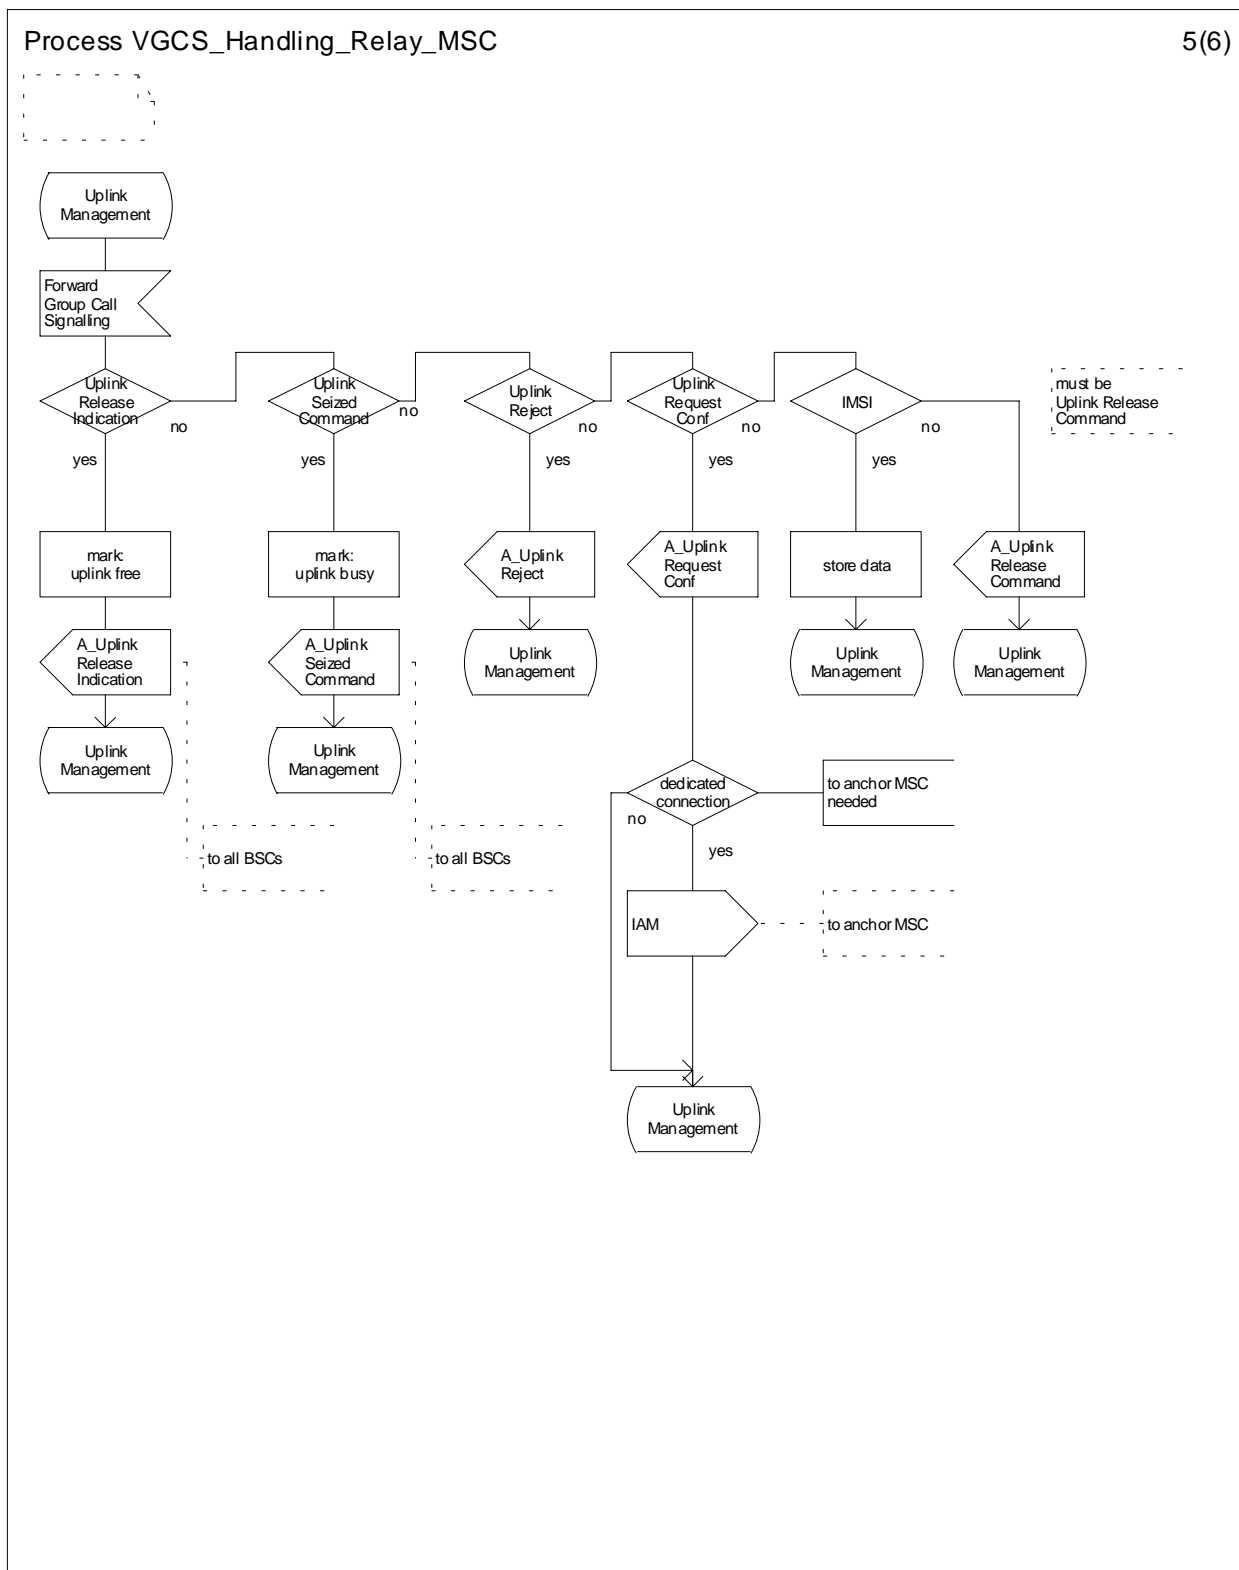 Process VGCS_Handling_Relay_MSC
5(6)
Uplink
Management
Forward
Group Call
Signalling
Uplink
Release
Indication
no
yes
Uplink
Seized
Command
no
yes
Uplink
Reject
no
yes
Uplink
Request
Conf
no
yes
IMSI
no
yes
must be
Uplink Release
Command
mark:
uplink free
mark:
uplink busy
A_Uplink
Reject
A_Uplink
Request
Conf
store data
A_Uplink
Release
Command
A_Uplink
Release
Indication
A_Uplink
Seized
Command
Uplink
Management
Uplink
Management
Uplink
Management
Uplink
Management
Uplink
Management
dedicated
connection
no
yes
to anchor MSC
needed
to all BSCs
to all BSCs
IAM
to anchor MSC
Uplink
Management